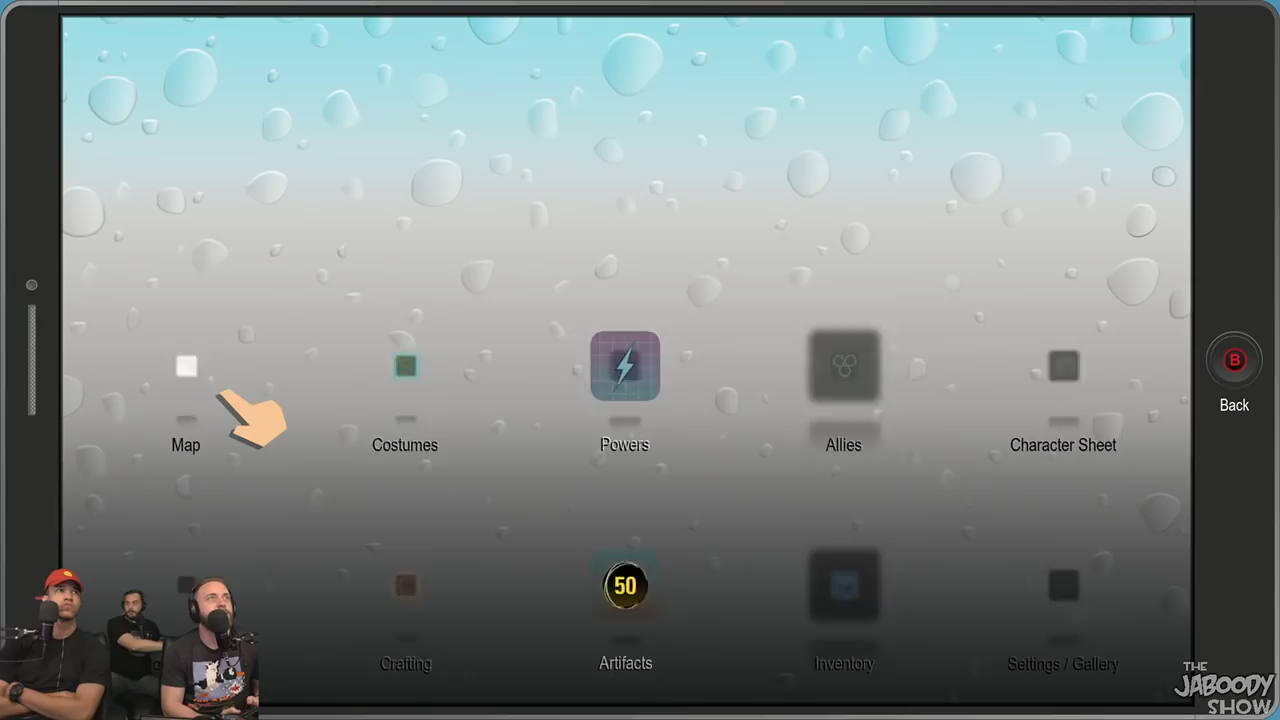 Map
Costumes
Powers
Allies
Character Sheet
B
Back
50
Crafting
Artifacts
Inventory
Settings / Gallery
THE
JABOODY
SHOW